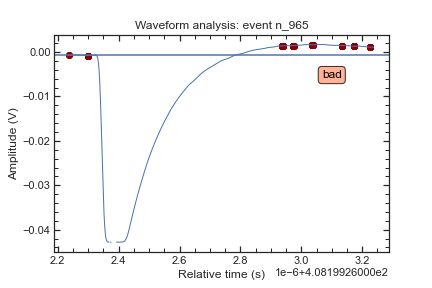 Waveform analysis: event n_965
Amplitude (V)
0.00
−0.01
−0.02
−0.03
−0.04
bad
2.2 2.4 2.6 2.8 3.0 3.2
Relative time (s)
1e−6+4.0819926000e2